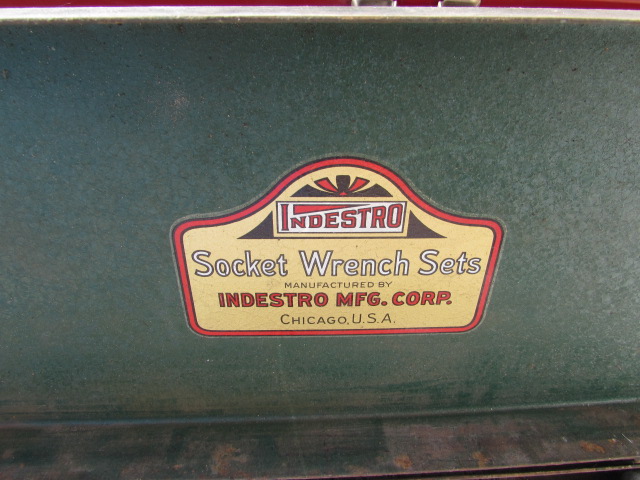 INDESTRO
Socket Wrench Sets
MANUFACTURED BY
INDESTRO MFG. CORP.
CHICAGO, U.S.A.